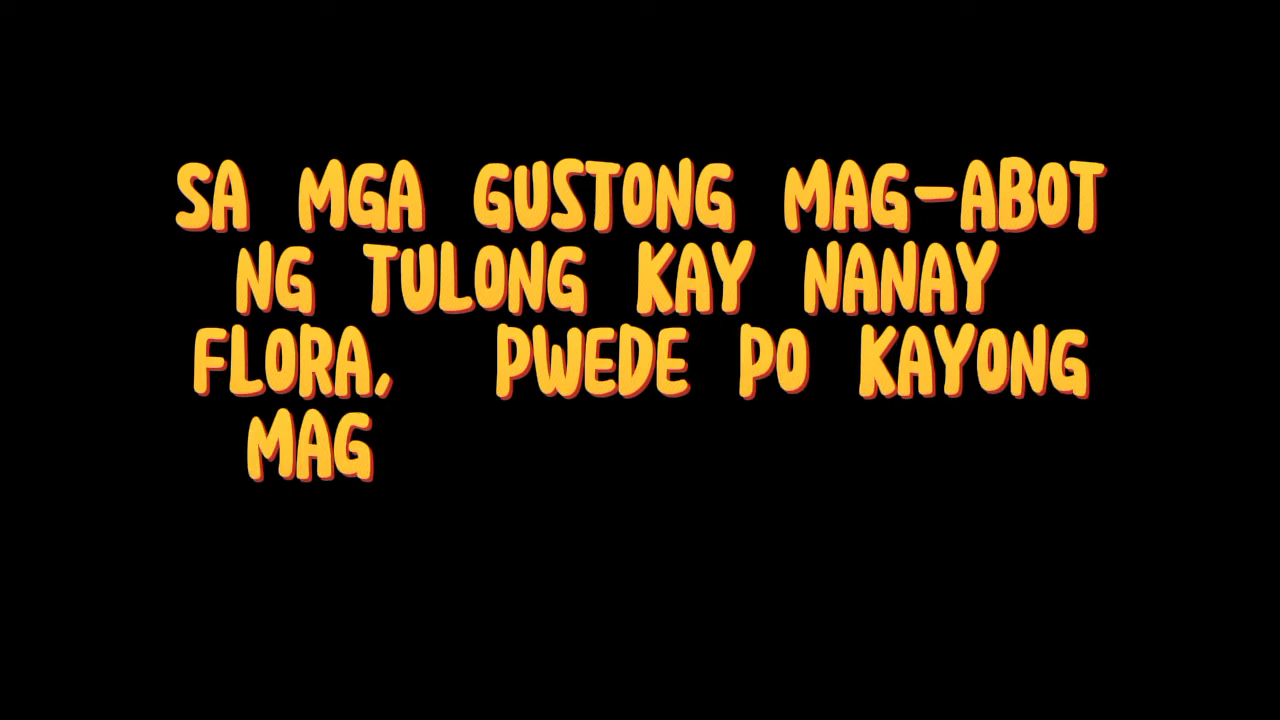 SA MGA GUSTONG MAG-ABOT
NG TULONG KAY NANAY
FLORA, PWEDE PO KAYONG
MAG